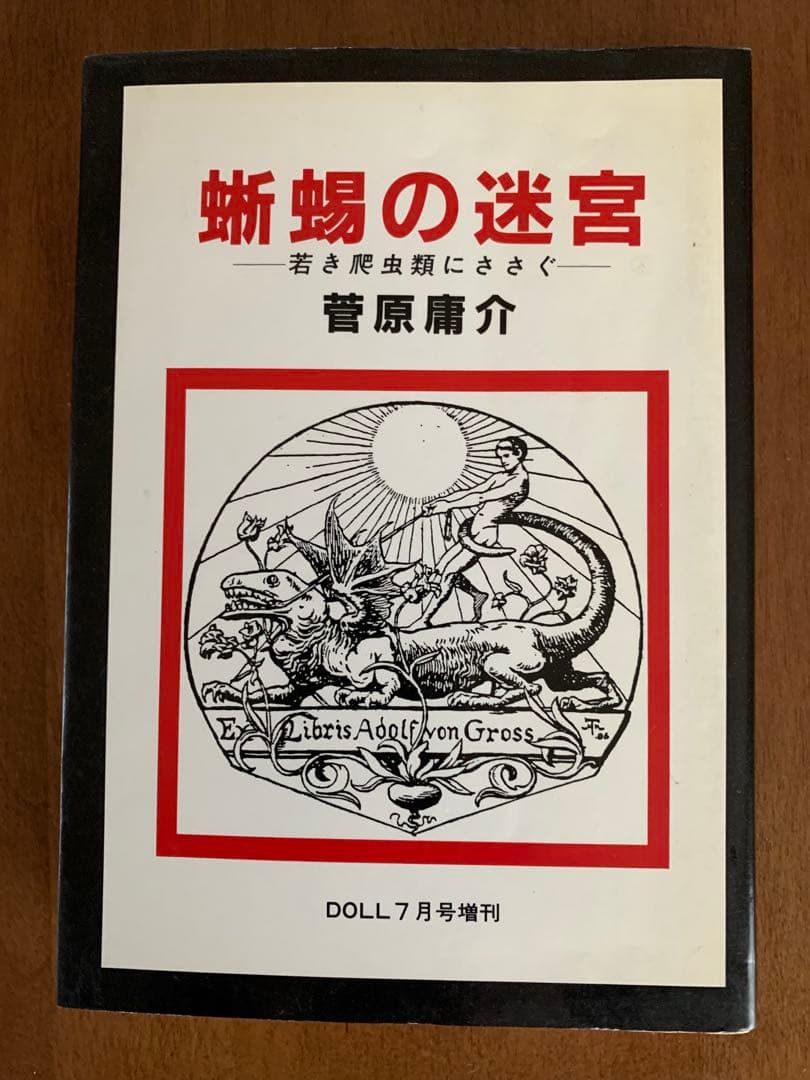 蜥蜴の迷宮
――若き爬虫類にささぐ――
菅原庸介
Ex Libris Adolf von Gross
DOLL7月号増刊